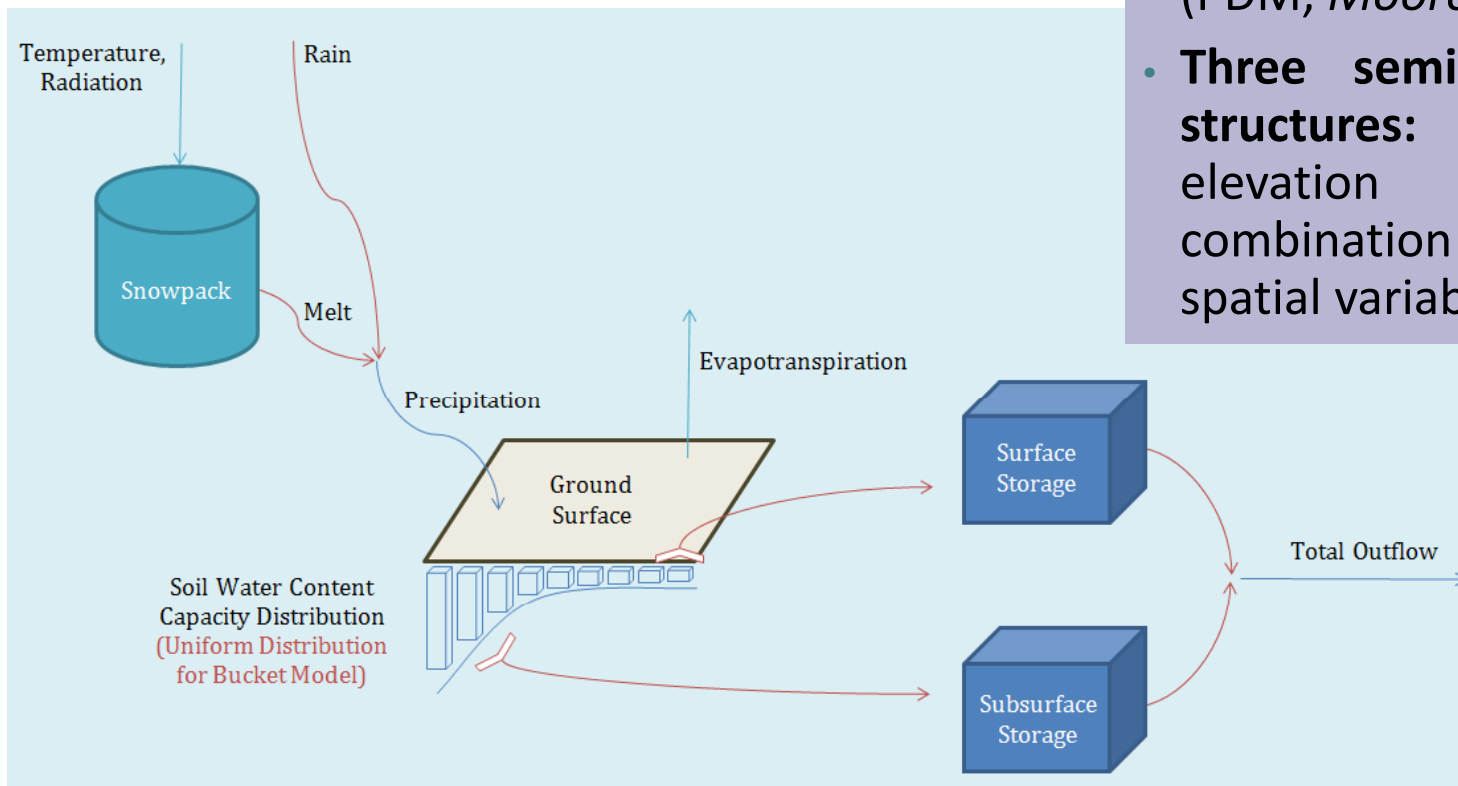 Temperature,
Radiation
Rain
Snowpack
Melt
Precipitation
Evapotranspiration
Ground
Surface
Surface
Storage
Total Outflow
Soil Water Content
Capacity Distribution
(Uniform Distribution
for Bucket Model)
Subsurface
Storage
(PDM,
• Three semi
structures:
elevation
combination
spatial variab